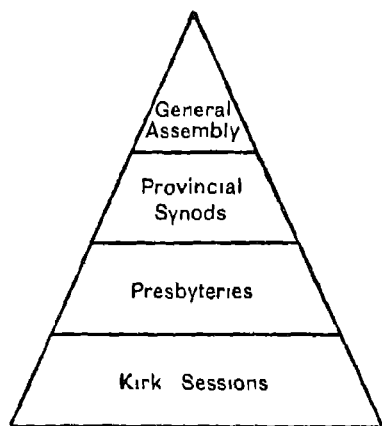 General
Assembly
Provincial
Synods
Presbyteries
Kirk Sessions